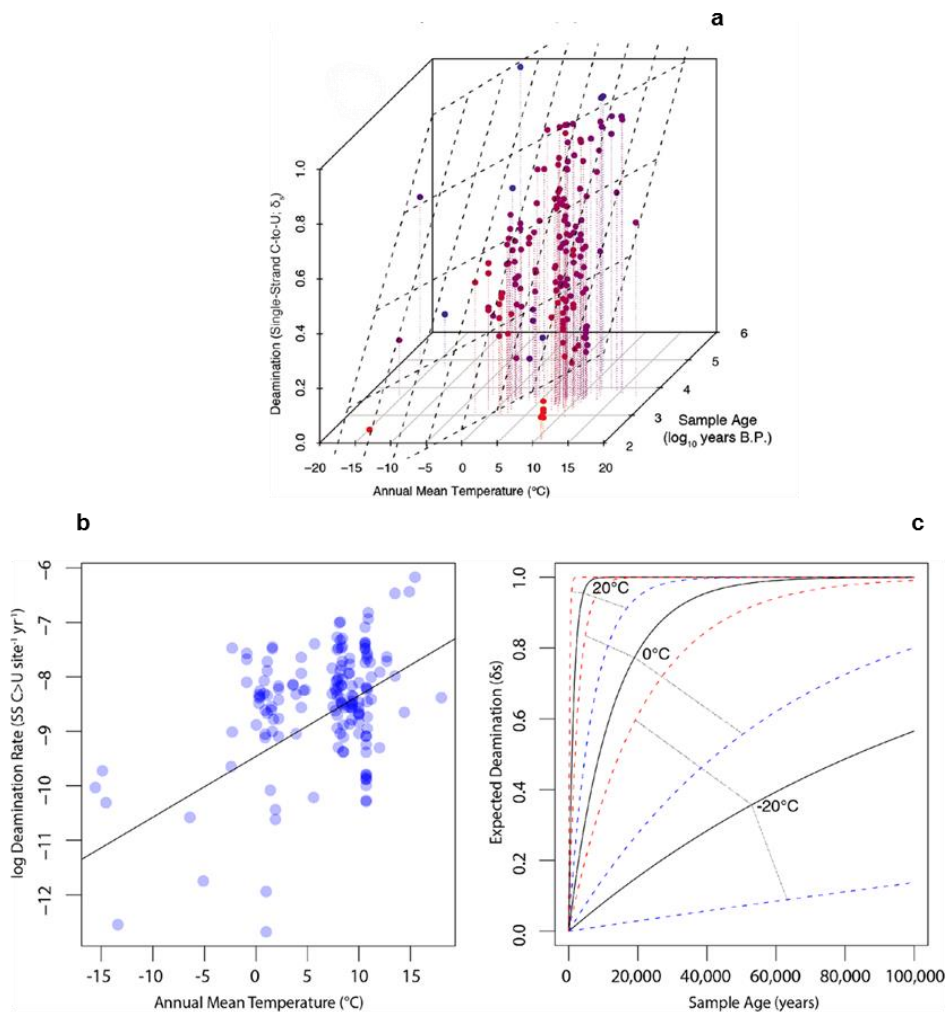 a
Deamination (Single-Strand C-to-U; δs)
1.0
0.8
0.6
0.4
0.2
0.0
-20 -15 -10 -5 0 5 10 15 20
Annual Mean Temperature (°C)
6
5
4
3
2
Sample Age
(log10 years B.P.)
b
log Deamination Rate (SS C>U site-1 yr-1)
-6
-7
-8
-9
-10
-11
-12
-15 -10 -5 0 5 10 15
Annual Mean Temperature (°C)
c
Expected Deamination (δs)
1.0
0.8
0.6
0.4
0.2
0.0
20°C
0°C
-20°C
0 20,000 40,000 60,000 80,000 100,000
Sample Age (years)